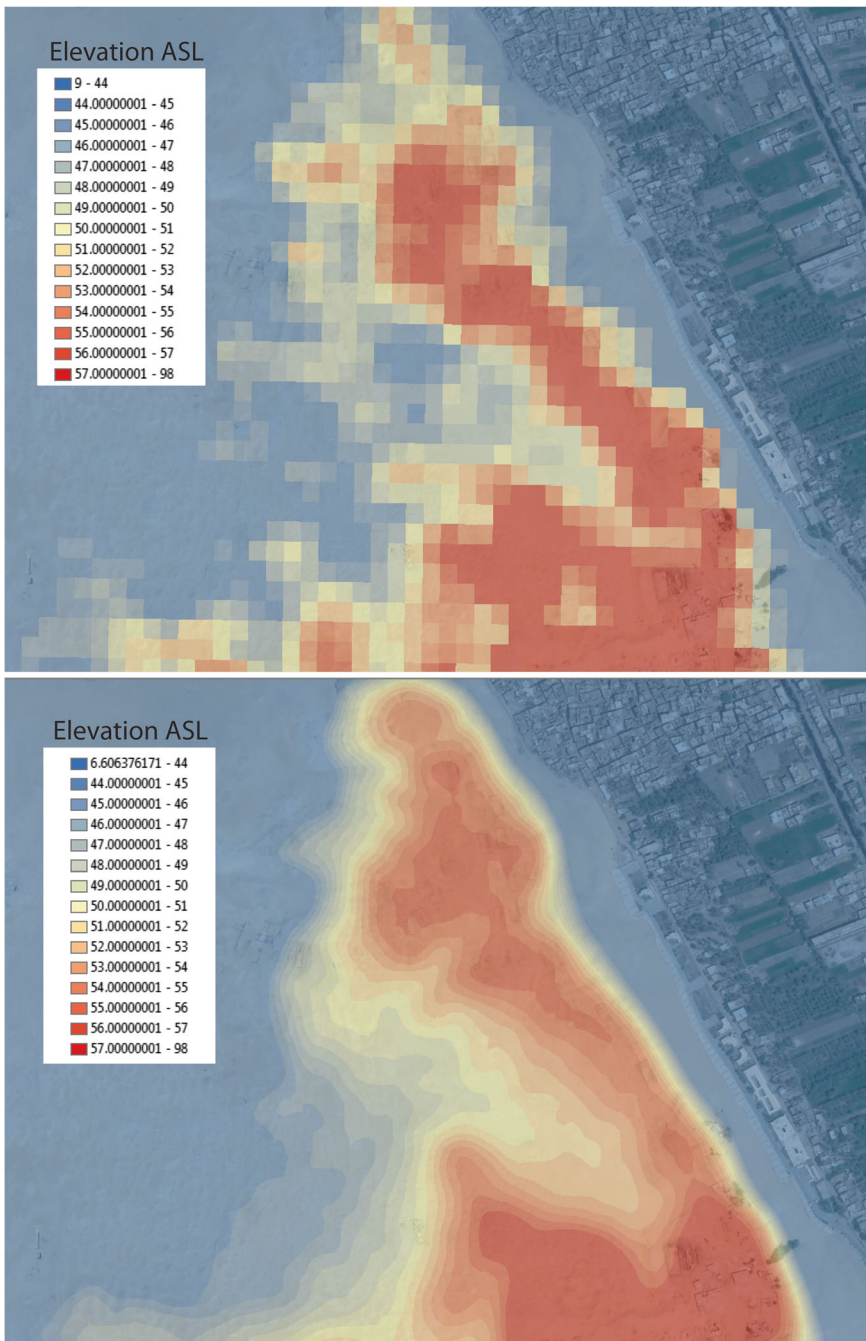 Elevation ASL
9 - 44
44.00000001 - 45
45.00000001 - 46
46.00000001 - 47
47.00000001 - 48
48.00000001 - 49
49.00000001 - 50
50.00000001 - 51
51.00000001 - 52
52.00000001 - 53
53.00000001 - 54
54.00000001 - 55
55.00000001 - 56
56.00000001 - 57
57.00000001 - 98
Elevation ASL
6.606376171 - 44
44.00000001 - 45
45.00000001 - 46
46.00000001 - 47
47.00000001 - 48
48.00000001 - 49
49.00000001 - 50
50.00000001 - 51
51.00000001 - 52
52.00000001 - 53
53.00000001 - 54
54.00000001 - 55
55.00000001 - 56
56.00000001 - 57
57.00000001 - 98